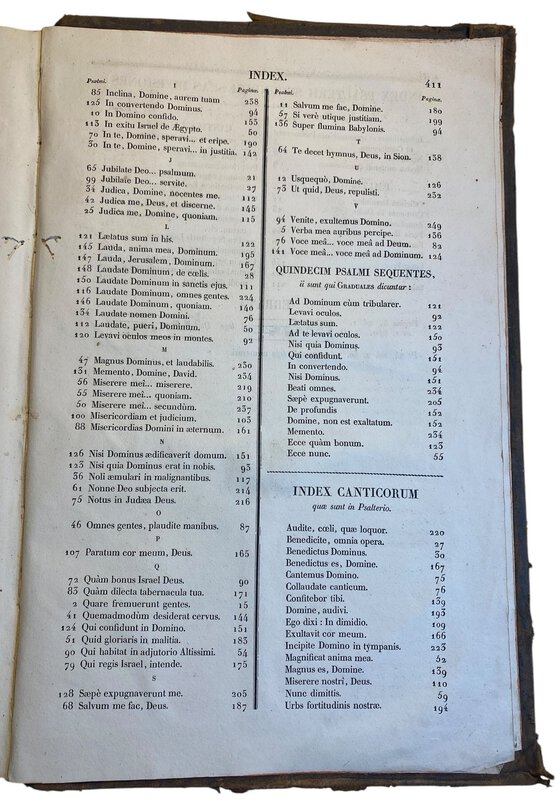 INDEX.
411
Psalmi.
Paginæ.
I
85 Inclina, Domine, aurem tuam 238
125 In convertendo Dominus. 94
10 In Domino confido. 153
113 In exitu Israel de Ægypto. 50
70 In te, Domine, speravi... et eripe. 190
30 In te, Domine, speravi... in justitia. 142
J
65 Jubilate Deo... psalmum. 21
99 Jubilate Deo... servite. 27
34 Judica, Domine, nocentes me. 112
42 Judica me, Deus, et discerne. 145
25 Judica me, Domine, quoniam. 115
L
121 Lætatus sum in his. 122
145 Lauda, anima mea, Dominum. 195
147 Lauda, Jerusalem, Dominum. 167
148 Laudate Dominum, de cœlis. 28
150 Laudate Dominum in sanctis ejus. 111
116 Laudate Dominum, omnes gentes. 224
146 Laudate Dominum, quoniam. 140
134 Laudate nomen Domini. 76
112 Laudate, pueri, Dominum. 50
120 Levavi oculos meos in montes. 92
M
47 Magnus Dominus, et laudabilis. 230
131 Memento, Domine, David. 234
56 Miserere meî... miserere. 219
55 Miserere meî... quoniam. 210
50 Miserere meî... secundùm. 237
100 Misericordiam et judicium. 103
88 Misericordias Domini in æternum. 161
N
126 Nisi Dominus ædificaverit domum. 151
123 Nisi quia Dominus erat in nobis. 93
36 Noli æmulari in malignantibus. 117
61 Nonne Deo subjecta erit. 214
75 Notus in Judæa Deus. 216
O
46 Omnes gentes, plaudite manibus. 87
P
107 Paratum cor meum, Deus. 165
Q
72 Quàm bonus Israel Deus. 90
83 Quàm dilecta tabernacula tua. 171
2 Quare fremuerunt gentes. 15
41 Quemadmodùm desiderat cervus. 144
124 Qui confidunt in Domino. 151
51 Quid gloriaris in malitia. 183
90 Qui habitat in adjutorio Altissimi. 54
79 Qui regis Israel, intende. 175
S
128 Sæpè expugnaverunt me. 205
68 Salvum me fac, Deus. 187
Psalmi.
Paginæ.
11 Salvum me fac, Domine. 180
57 Si verè utique justitiam. 199
136 Super flumina Babylonis. 94
T
64 Te decet hymnus, Deus, in Sion. 138
U
12 Usquequò, Domine. 126
73 Ut quid, Deus, repulisti. 232
V
94 Venite, exultemus Domino. 249
5 Verba mea auribus percipe. 136
76 Voce meâ... voce meâ ad Deum. 82
141 Voce meâ... voce meâ ad Dominum. 124
QUINDECIM PSALMI SEQUENTES,
ii sunt qui GRADUALES dicuntur :
Ad Dominum cùm tribularer. 121
Levavi oculos. 92
Lætatus sum. 122
Ad te levavi oculos. 150
Nisi quia Dominus. 93
Qui confidunt. 151
In convertendo. 94
Nisi Dominus. 151
Beati omnes. 234
Sæpè expugnaverunt. 205
De profundis 152
Domine, non est exaltatum. 152
Memento. 234
Ecce quàm bonum. 123
Ecce nunc. 55
INDEX CANTICORUM
quæ sunt in Psalterio.
Audite, cœli, quæ loquor. 220
Benedicite, omnia opera. 27
Benedictus Dominus. 30
Benedictus es, Domine. 167
Cantemus Domino. 75
Collaudate canticum. 76
Confitebor tibi. 139
Domine, audivi. 193
Ego dixi : In dimidio. 109
Exultavit cor meum. 166
Incipite Domino in tympanis. 223
Magnificat anima mea. 52
Magnus es, Domine. 139
Miserere nostrî, Deus. 110
Nunc dimittis. 59
Urbs fortitudinis nostræ. 194